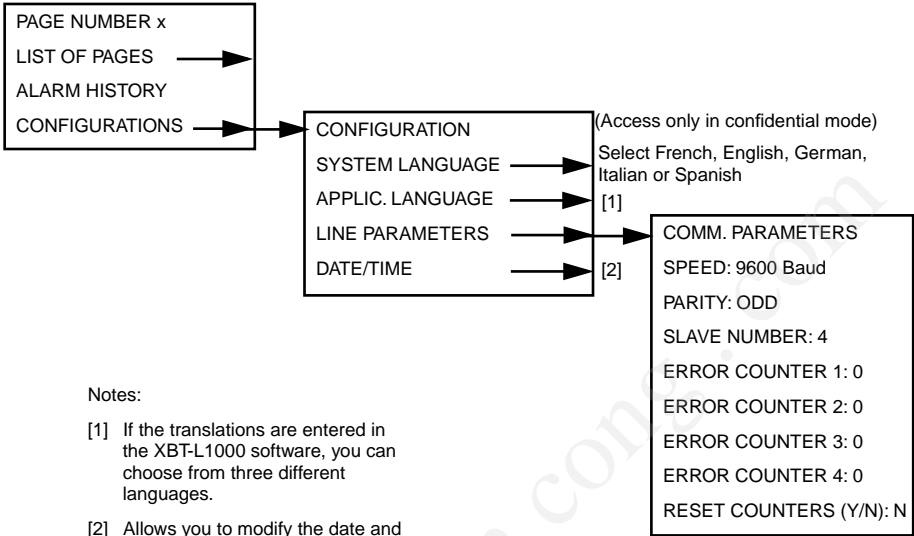 PAGE NUMBER x
LIST OF PAGES
ALARM HISTORY
CONFIGURATIONS
CONFIGURATION
(Access only in confidential mode)
SYSTEM LANGUAGE
Select French, English, German,
Italian or Spanish
APPLIC. LANGUAGE
[1]
LINE PARAMETERS
DATE/TIME
[2]
COMM. PARAMETERS
SPEED: 9600 Baud
PARITY: ODD
SLAVE NUMBER: 4
ERROR COUNTER 1: 0
ERROR COUNTER 2: 0
ERROR COUNTER 3: 0
ERROR COUNTER 4: 0
RESET COUNTERS (Y/N): N
Notes:
[1] If the translations are entered in
the XBT-L1000 software, you can
choose from three different
languages.
[2] Allows you to modify the date and
cong . com